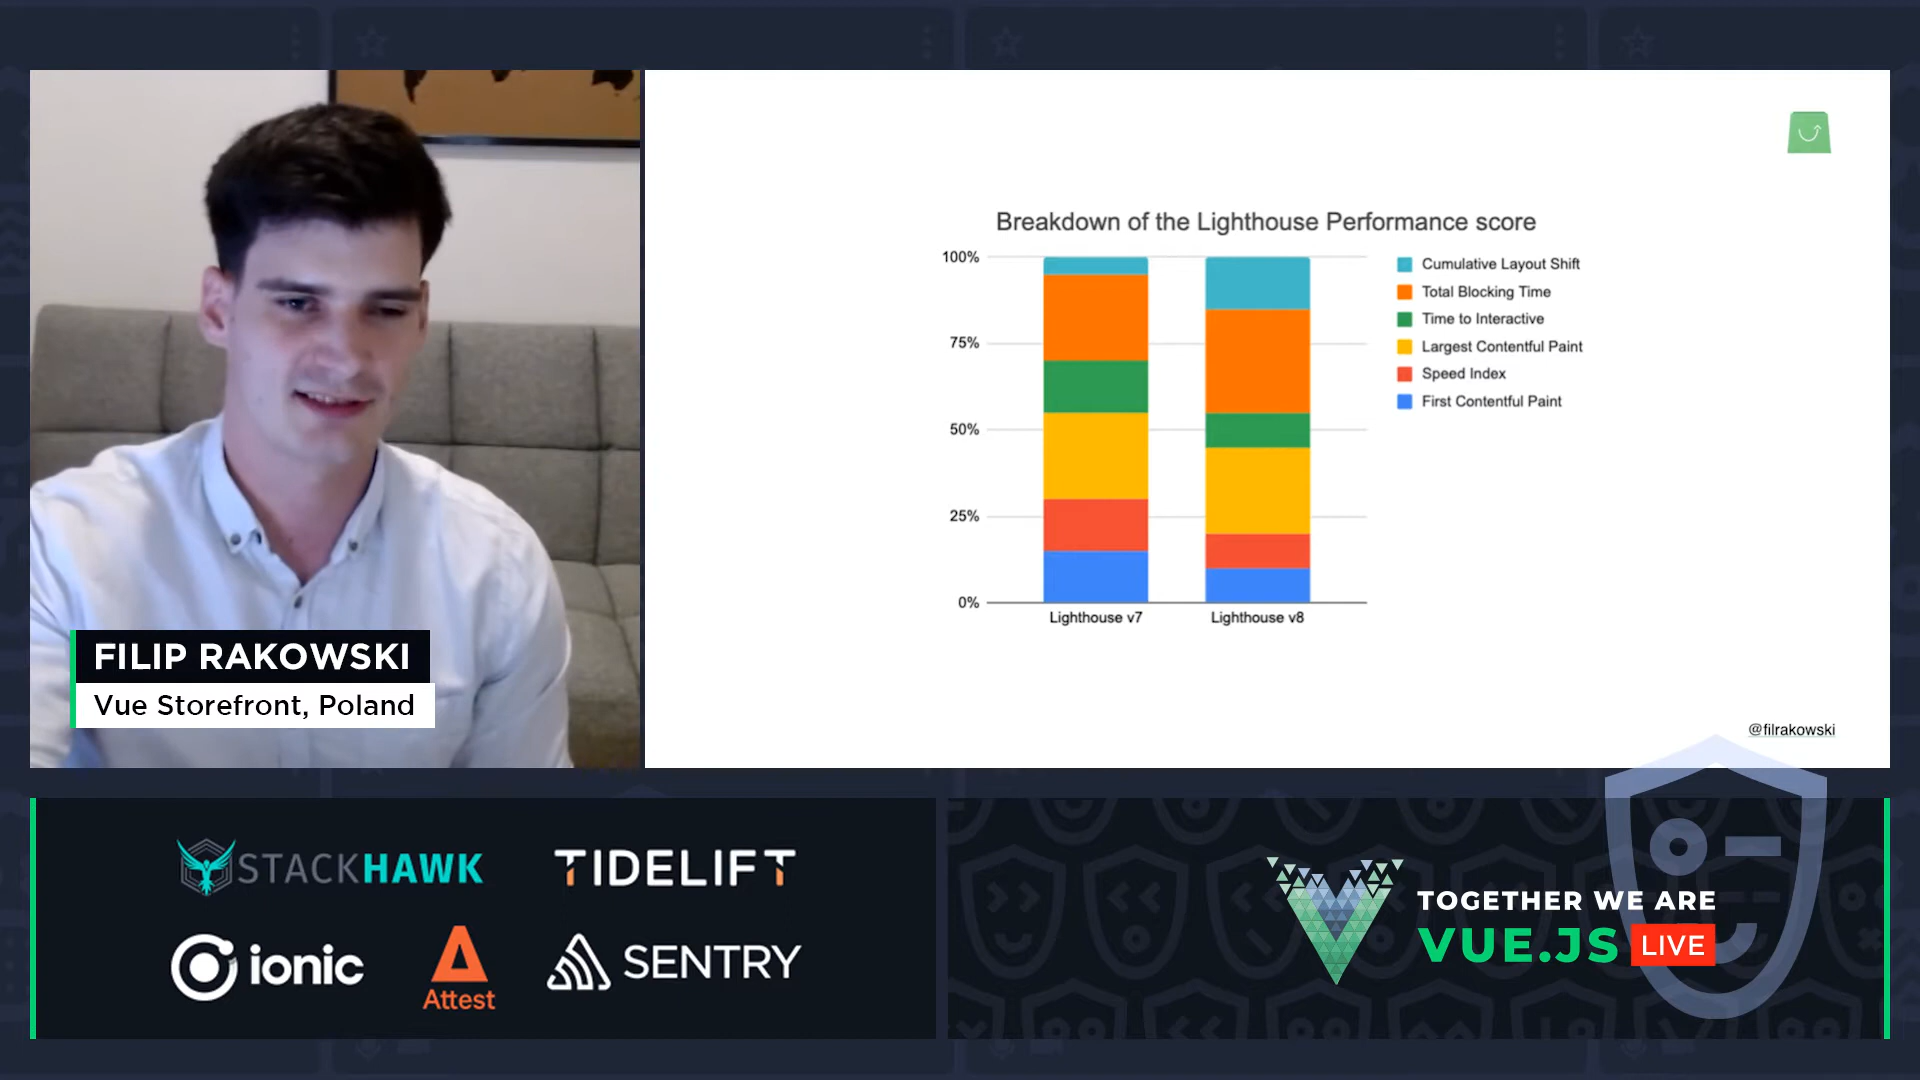 Breakdown of the Lighthouse Performance score
100%
75%
50%
25%
0%
Lighthouse v7
Lighthouse v8
Cumulative Layout Shift
Total Blocking Time
Time to Interactive
Largest Contentful Paint
Speed Index
First Contentful Paint
@filrakowski
FILIP RAKOWSKI
Vue Storefront, Poland
STACKHAWK
TIDELIFT
ionic
Attest
SENTRY
TOGETHER WE ARE
VUE.JS LIVE